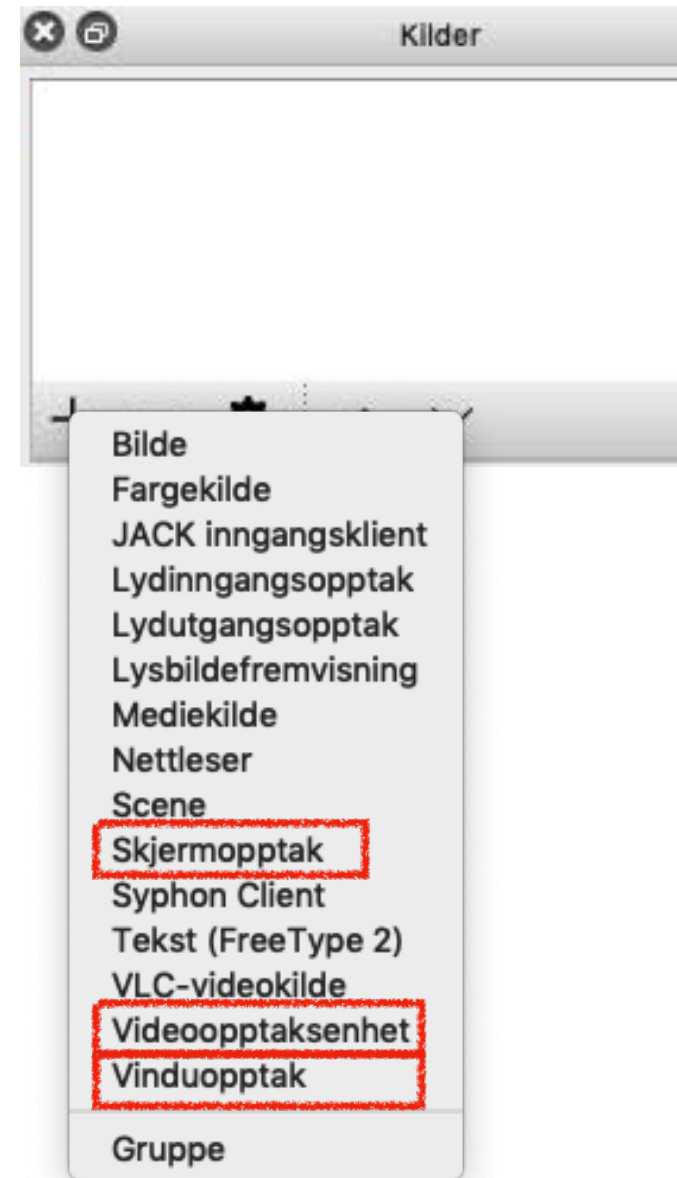 Kilder
Bilde
Fargekilde
JACK inngangsklient
Lydinngangsopptak
Lydutgangsopptak
Lysbildefremvisning
Mediekilde
Nettleser
Scene
Skjermopptak
Syphon Client
Tekst (FreeType 2)
VLC-videokilde
Videoopptaksenhet
Vinduopptak
Gruppe